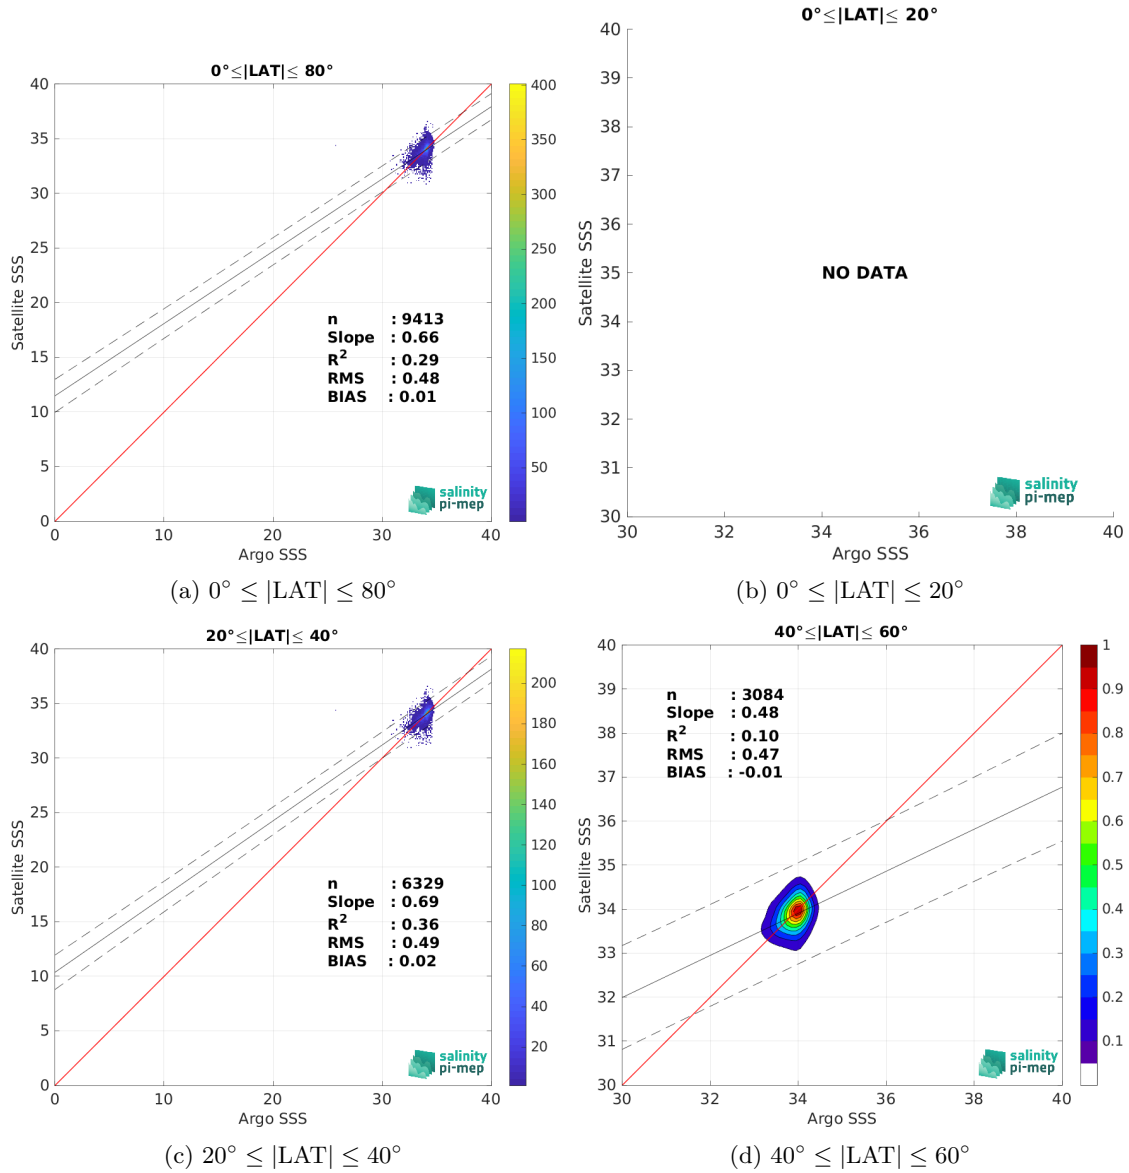 0°≤|LAT|≤ 80°
40
35
30
25
20
15
10
5
0
Satellite SSS
n : 9413
Slope : 0.66
R² : 0.29
RMS : 0.48
BIAS : 0.01
salinity
pi-mep
0 10 20 30 40
Argo SSS
400
350
300
250
200
150
100
50
(a) 0° ≤ |LAT| ≤ 80°
0°≤|LAT|≤ 20°
40
39
38
37
36
35
34
33
32
31
30
Satellite SSS
NO DATA
salinity
pi-mep
30 32 34 36 38 40
Argo SSS
(b) 0° ≤ |LAT| ≤ 20°
20°≤|LAT|≤ 40°
40
35
30
25
20
15
10
5
0
Satellite SSS
n : 6329
Slope : 0.69
R² : 0.36
RMS : 0.49
BIAS : 0.02
salinity
pi-mep
0 10 20 30 40
Argo SSS
200
180
160
140
120
100
80
60
40
20
(c) 20° ≤ |LAT| ≤ 40°
40°≤|LAT|≤ 60°
40
39
38
37
36
35
34
33
32
31
30
Satellite SSS
n : 3084
Slope : 0.48
R² : 0.10
RMS : 0.47
BIAS : -0.01
salinity
pi-mep
30 32 34 36 38 40
Argo SSS
1
0.9
0.8
0.7
0.6
0.5
0.4
0.3
0.2
0.1
(d) 40° ≤ |LAT| ≤ 60°